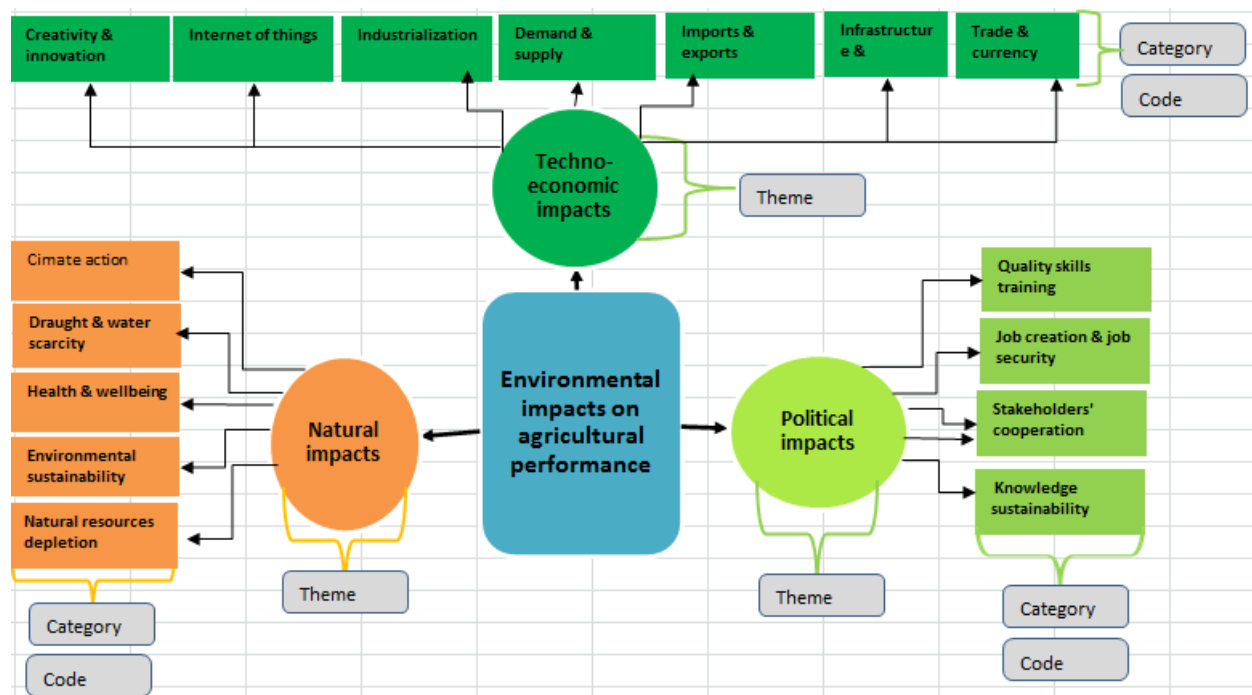 Creativity &
innovation
Internet of things
Industrialization
Demand &
supply
Imports &
exports
Infrastructur
e &
Trade &
currency
Category
Code
Techno-
economic
impacts
Theme
Cimate action
Draught & water
scarcity
Health & wellbeing
Environmental
sustainability
Natural resources
depletion
Natural
impacts
Environmental
impacts on
agricultural
performance
Political
impacts
Quality skills
training
Job creation & job
security
Stakeholders'
cooperation
Knowledge
sustainability
Theme
Theme
Category
Code
Category
Code